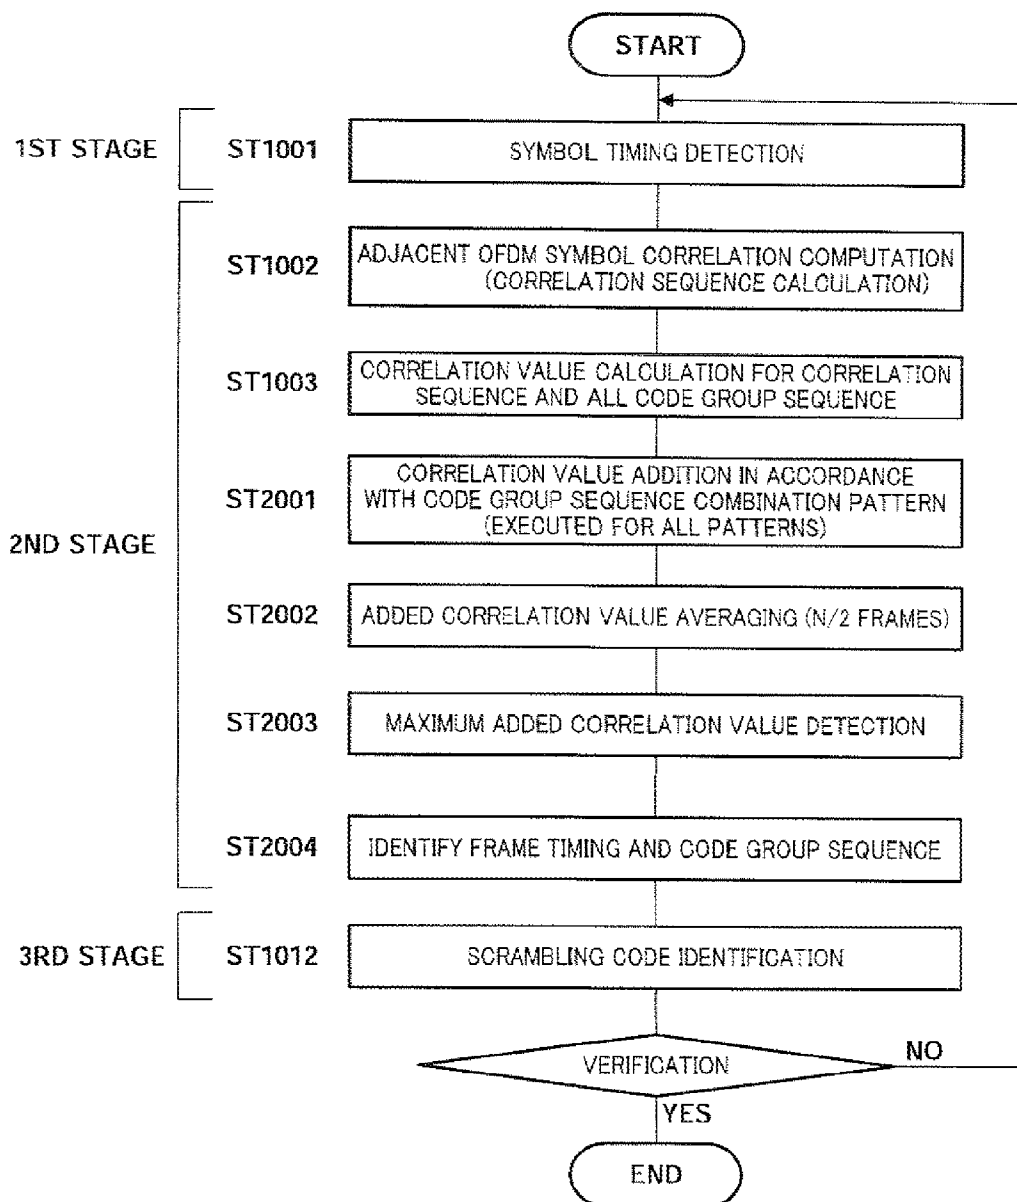 START
1ST STAGE
ST1001
SYMBOL TIMING DETECTION
2ND STAGE
ST1002
ADJACENT OFDM SYMBOL CORRELATION COMPUTATION
(CORRELATION SEQUENCE CALCULATION)
ST1003
CORRELATION VALUE CALCULATION FOR CORRELATION
SEQUENCE AND ALL CODE GROUP SEQUENCE
ST2001
CORRELATION VALUE ADDITION IN ACCORDANCE
WITH CODE GROUP SEQUENCE COMBINATION PATTERN
(EXECUTED FOR ALL PATTERNS)
ST2002
ADDED CORRELATION VALUE AVERAGING (N/2 FRAMES)
ST2003
MAXIMUM ADDED CORRELATION VALUE DETECTION
ST2004
IDENTIFY FRAME TIMING AND CODE GROUP SEQUENCE
3RD STAGE
ST1012
SCRAMBLING CODE IDENTIFICATION
VERIFICATION
NO
YES
END